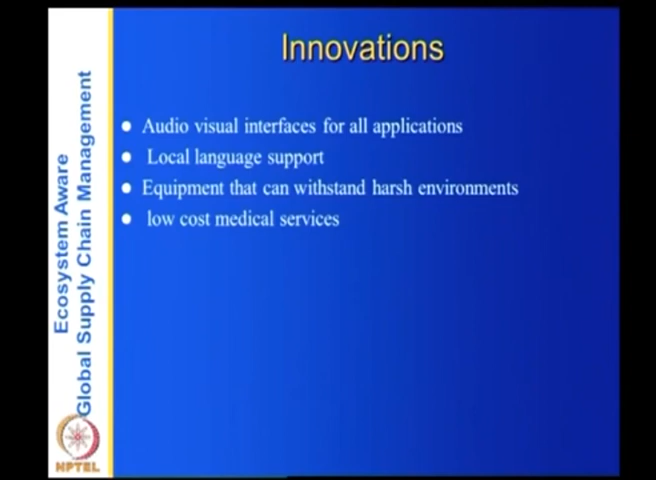 Innovations
Audio visual interfaces for all applications
Local language support
Equipment that can withstand harsh environments
low cost medical services
Ecosystem Aware
Global Supply Chain Management
NPTEL